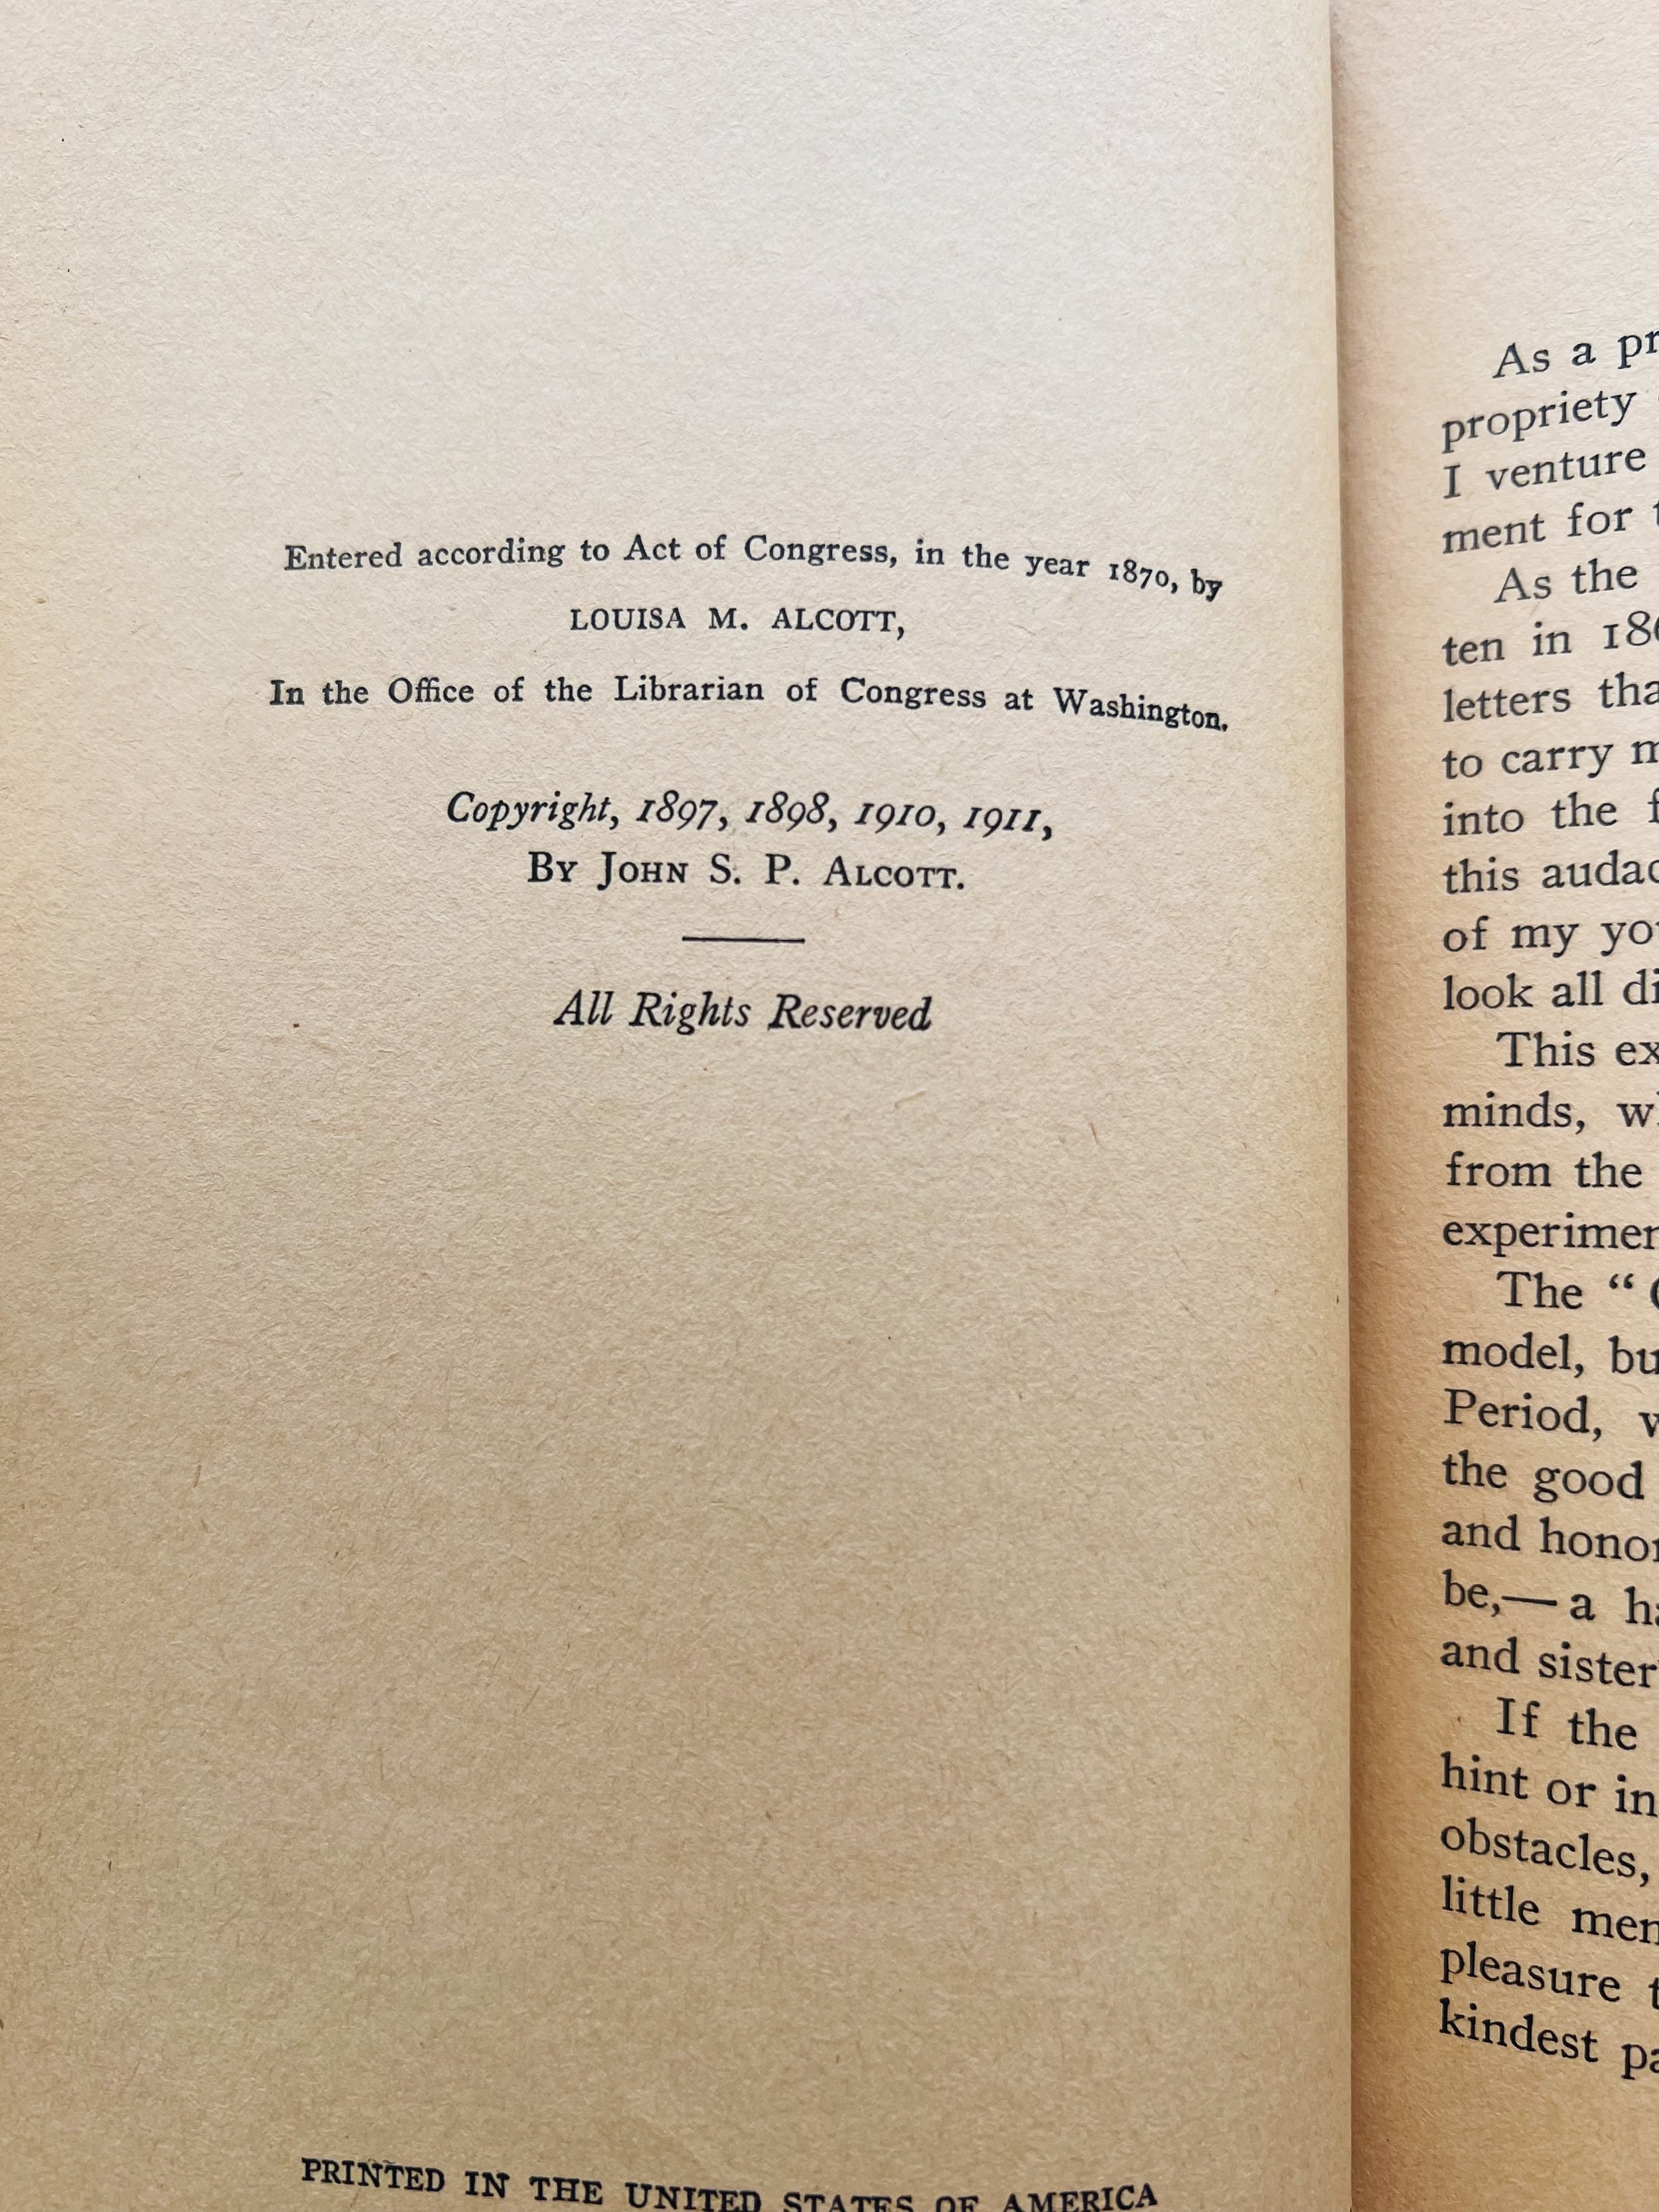 Entered according to Act of Congress, in the year 1870, by
LOUISA M. ALCOTT,
In the Office of the Librarian of Congress at Washington.
Copyright, 1897, 1898, 1910, 1911,
By John S. P. Alcott.
All Rights Reserved
PRINTED IN THE UNITED STATES OF AMERICA
As a
propriety
I venture
ment for
As the
ten in
letters
to carry
into the
this
of my
look all
This
minds,
from the
The “
model,
Period,
the good
and
be,— a
and
If the
hint or
obstacles,
little
pleasure
kindest